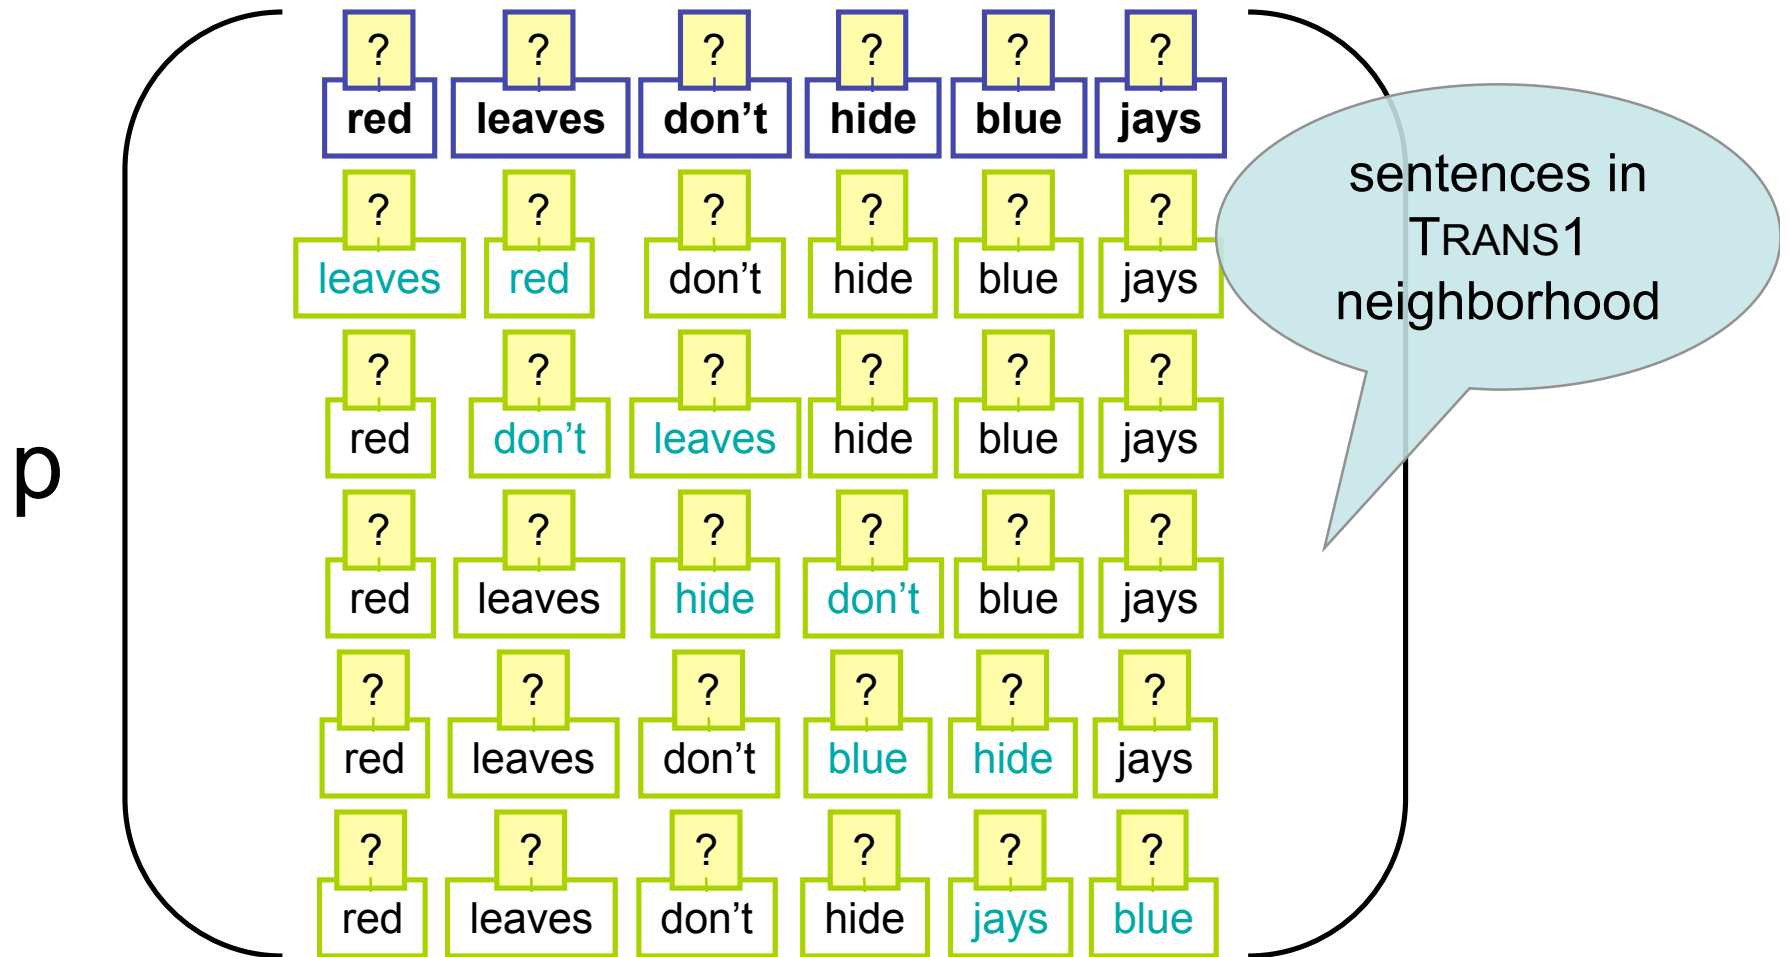 ? ? ? ? ? ?
red leaves don't hide blue jays
? ? ? ? ? ?
leaves red don't hide blue jays
? ? ? ? ? ?
red don't leaves hide blue jays
? ? ? ? ? ?
red leaves hide don't blue jays
? ? ? ? ? ?
red leaves don't blue hide jays
? ? ? ? ? ?
red leaves don't hide jays blue
p
sentences in
TRANS1
neighborhood